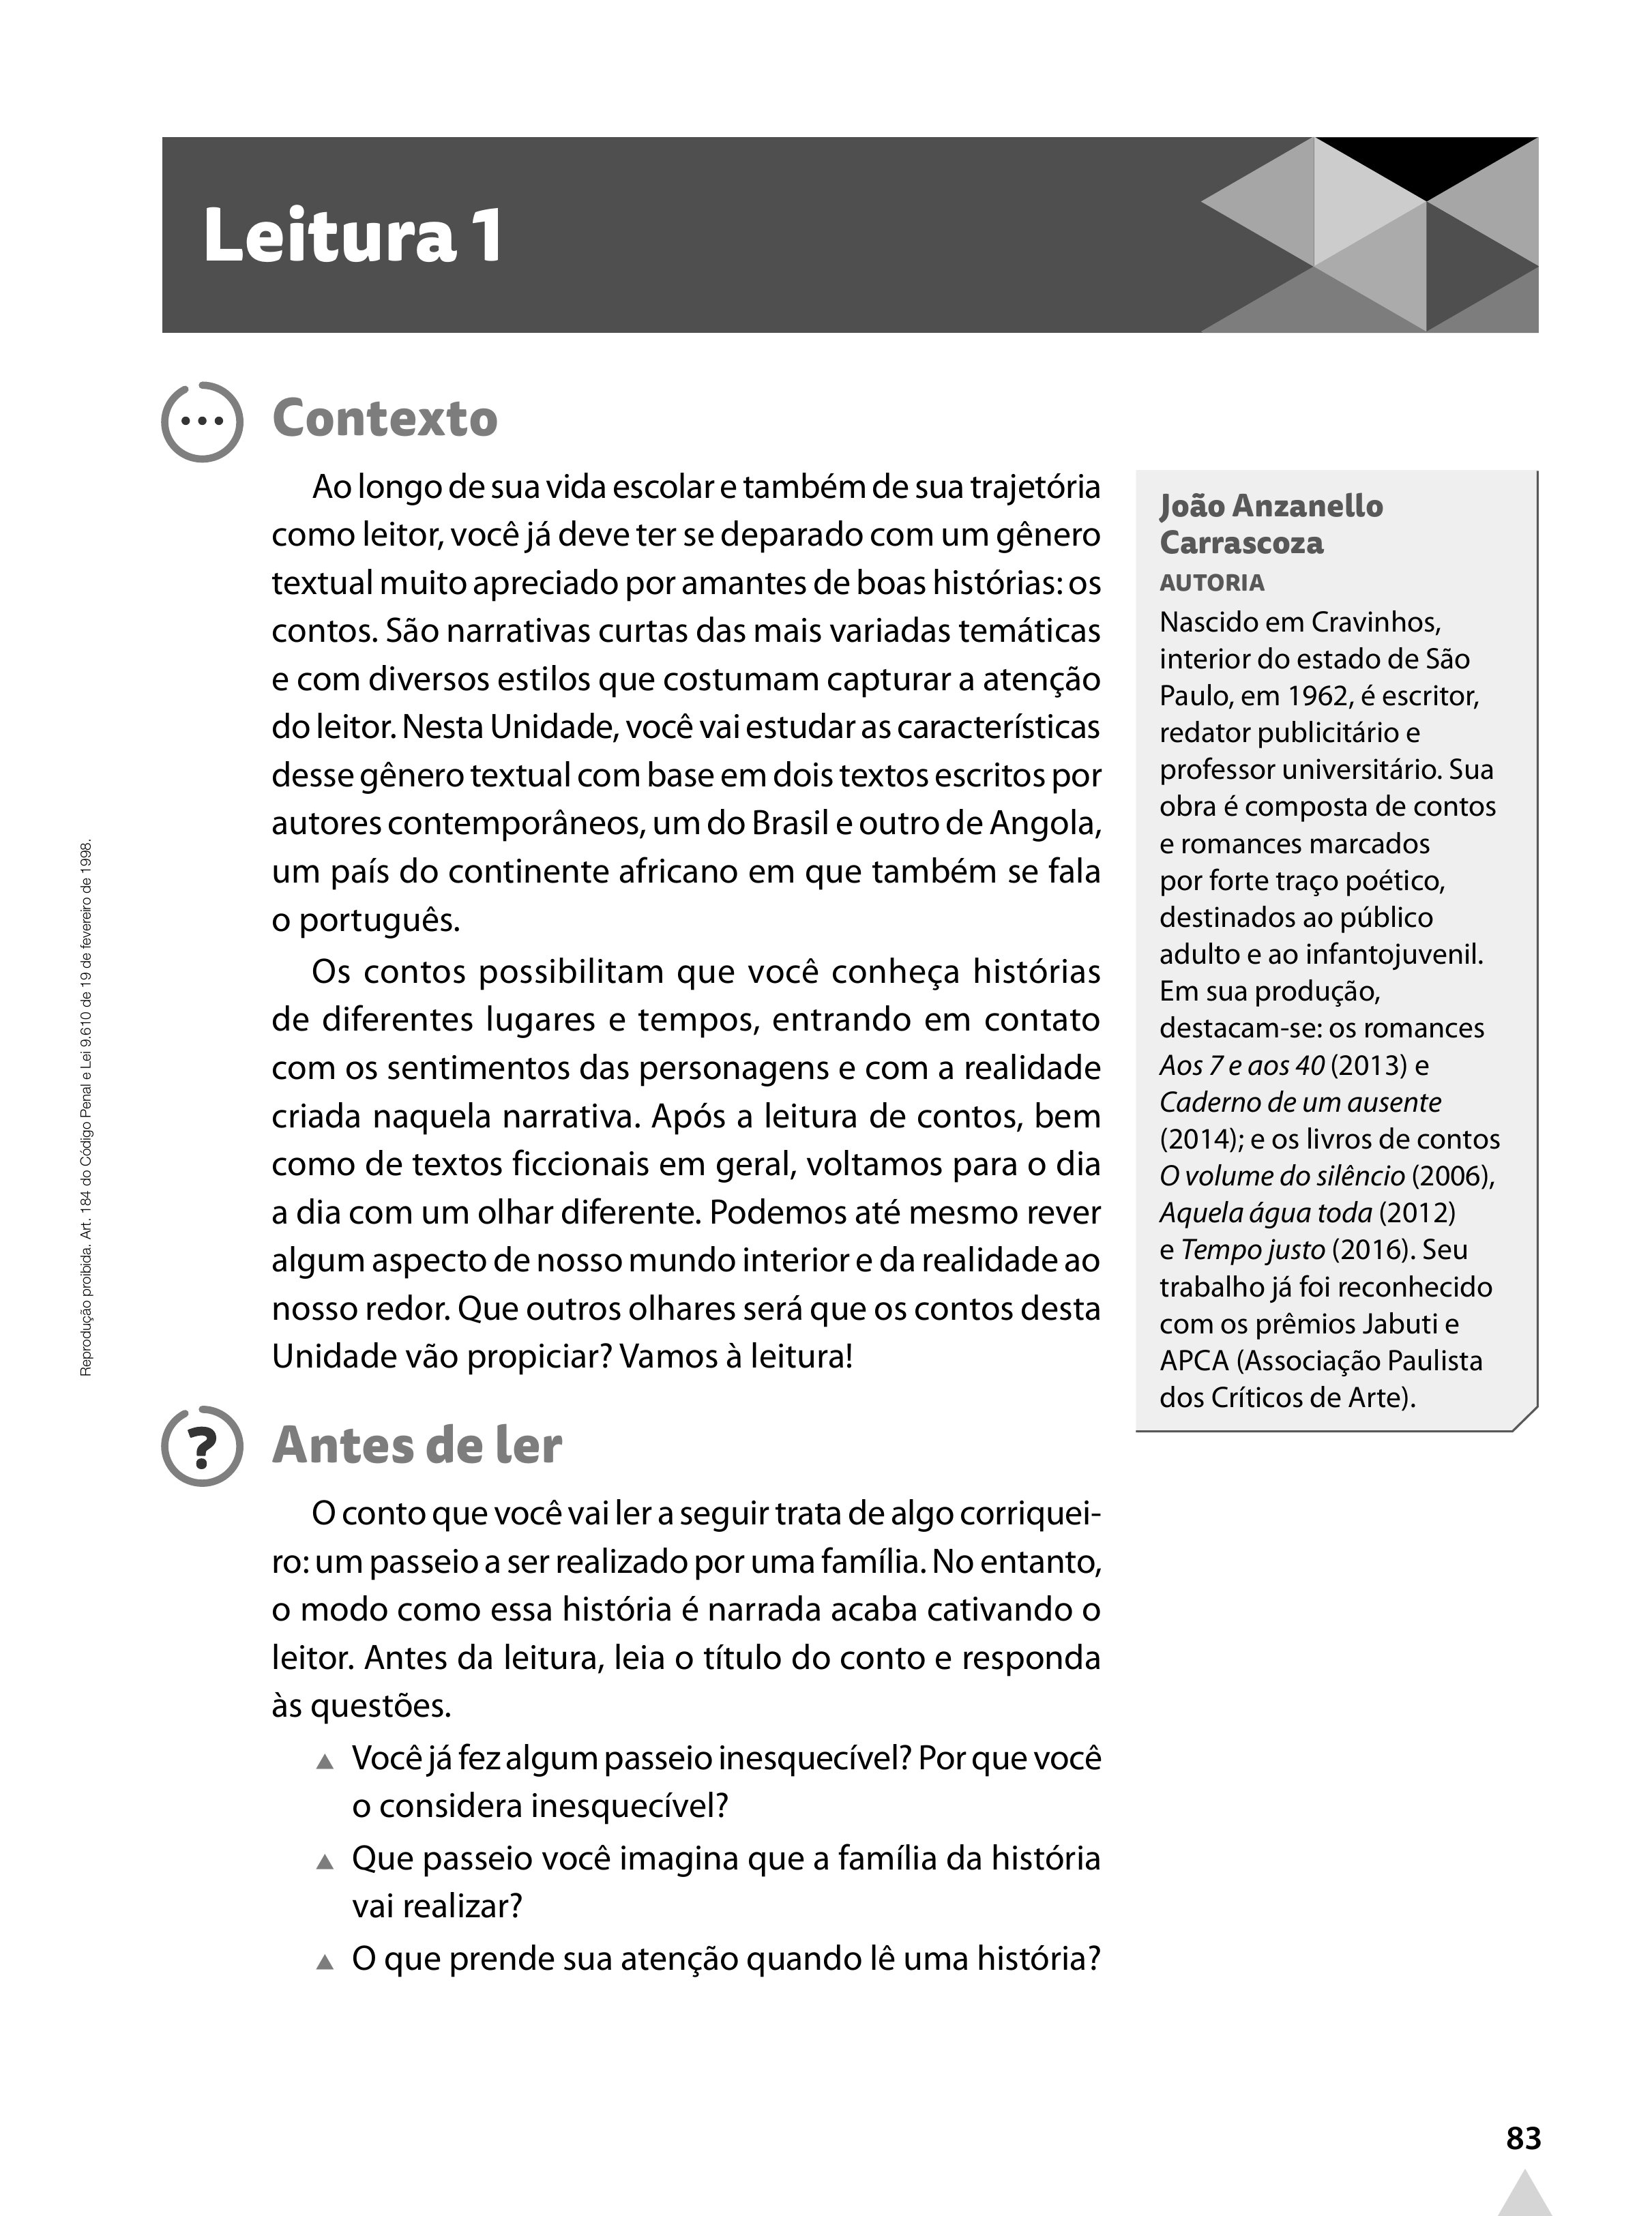 Leitura 1
Contexto
Ao longo de sua vida escolar e também de sua trajetória
como leitor, você já deve ter se deparado com um gênero
textual muito apreciado por amantes de boas histórias: os
contos. São narrativas curtas das mais variadas temáticas
e com diversos estilos que costumam capturar a atenção
do leitor. Nesta Unidade, você vai estudar as características
desse gênero textual com base em dois textos escritos por
autores contemporâneos, um do Brasil e outro de Angola,
um país do continente africano em que também se fala
o português.
Os contos possibilitam que você conheça histórias
de diferentes lugares e tempos, entrando em contato
com os sentimentos das personagens e com a realidade
criada naquela narrativa. Após a leitura de contos, bem
como de textos ficcionais em geral, voltamos para o dia
a dia com um olhar diferente. Podemos até mesmo rever
algum aspecto de nosso mundo interior e da realidade ao
nosso redor. Que outros olhares será que os contos desta
Unidade vão propiciar? Vamos à leitura!
João Anzanello
Carrascoza
AUTORIA
Nascido em Cravinhos,
interior do estado de São
Paulo, em 1962, é escritor,
redator publicitário e
professor universitário. Sua
obra é composta de contos
e romances marcados
por forte traço poético,
destinados ao público
adulto e ao infantojuvenil.
Em sua produção,
destacam-se: os romances
Aos 7 e aos 40 (2013) e
Caderno de um ausente
(2014); e os livros de contos
O volume do silêncio (2006),
Aquela água toda (2012)
e Tempo justo (2016). Seu
trabalho já foi reconhecido
com os prêmios Jabuti e
APCA (Associação Paulista
dos Críticos de Arte).
? Antes de ler
O conto que você vai ler a seguir trata de algo corriquei-
ro: um passeio a ser realizado por uma família. No entanto,
o modo como essa história é narrada acaba cativando o
leitor. Antes da leitura, leia o título do conto e responda
às questões.
▲ Você já fez algum passeio inesquecível? Por que você
o considera inesquecível?
▲ Que passeio você imagina que a família da história
vai realizar?
▲ O que prende sua atenção quando lê uma história?
Reprodução proibida. Art. 184 do Código Penal e Lei 9.610 de 19 de fevereiro de 1998.
83